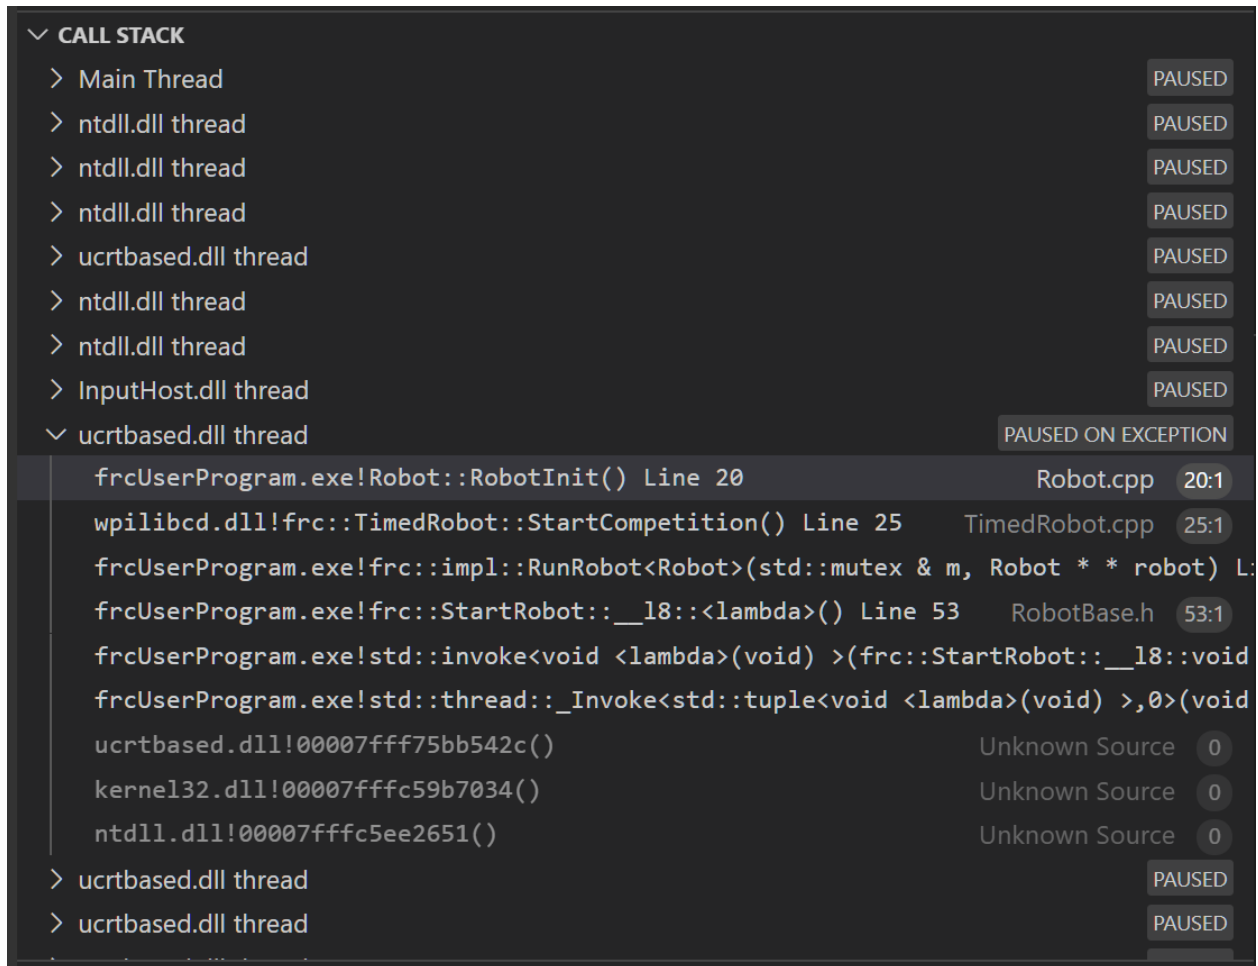 CALL STACK
Main Thread PAUSED
ntdll.dll thread PAUSED
ntdll.dll thread PAUSED
ntdll.dll thread PAUSED
ucrtbased.dll thread PAUSED
ntdll.dll thread PAUSED
ntdll.dll thread PAUSED
InputHost.dll thread PAUSED
ucrtbased.dll thread PAUSED ON EXCEPTION
frcUserProgram.exe!Robot::RobotInit() Line 20 Robot.cpp 20:1
wpilibcd.dll!frc::TimedRobot::StartCompetition() Line 25 TimedRobot.cpp 25:1
frcUserProgram.exe!frc::impl::RunRobot<Robot>(std::mutex & m, Robot * * robot) Li
frcUserProgram.exe!frc::StartRobot::__l8::<lambda>() Line 53 RobotBase.h 53:1
frcUserProgram.exe!std::invoke<void <lambda>(void) >(frc::StartRobot::__l8::void
frcUserProgram.exe!std::thread::_Invoke<std::tuple<void <lambda>(void) >,0>(void
ucrtbased.dll!00007fff75bb542c() Unknown Source 0
kernel32.dll!00007fffc59b7034() Unknown Source 0
ntdll.dll!00007fffc5ee2651() Unknown Source 0
ucrtbased.dll thread PAUSED
ucrtbased.dll thread PAUSED